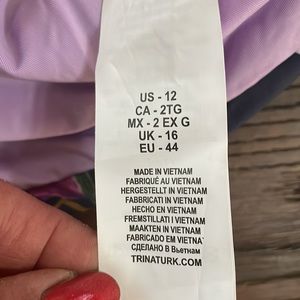 US - 12
CA - 2TG
MX - 2 EX G
UK - 16
EU - 44
MADE IN VIETNAM
FABRIQUÉ AU VIETNAM
HERGESTELLT IN VIETNAM
FABBRICATI IN VIETNAM
HECHO EN VIETNAM
FREMSTILLET I VIETNAM
MAAKTEN IN VIETNAM
FABRICADO EM VIETNA
СДЕЛАНО В Вьетнам
TRINATURK.COM